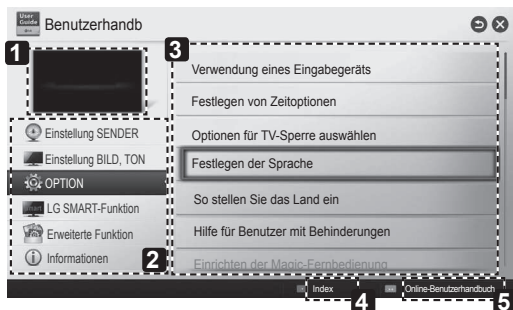 User
Guide
Benutzerhandb
1
3
Verwendung eines Eingabegeräts
Festlegen von Zeitoptionen
Einstellung SENDER
Optionen für TV-Sperre auswählen
Einstellung BILD, TON
Festlegen der Sprache
OPTION
LG SMART-Funktion
So stellen Sie das Land ein
Erweiterte Funktion
Hilfe für Benutzer mit Behinderungen
Informationen
2
Einrichten der Magic-Fernbedienung
Index
Online-Benutzerhandbuch
4
5